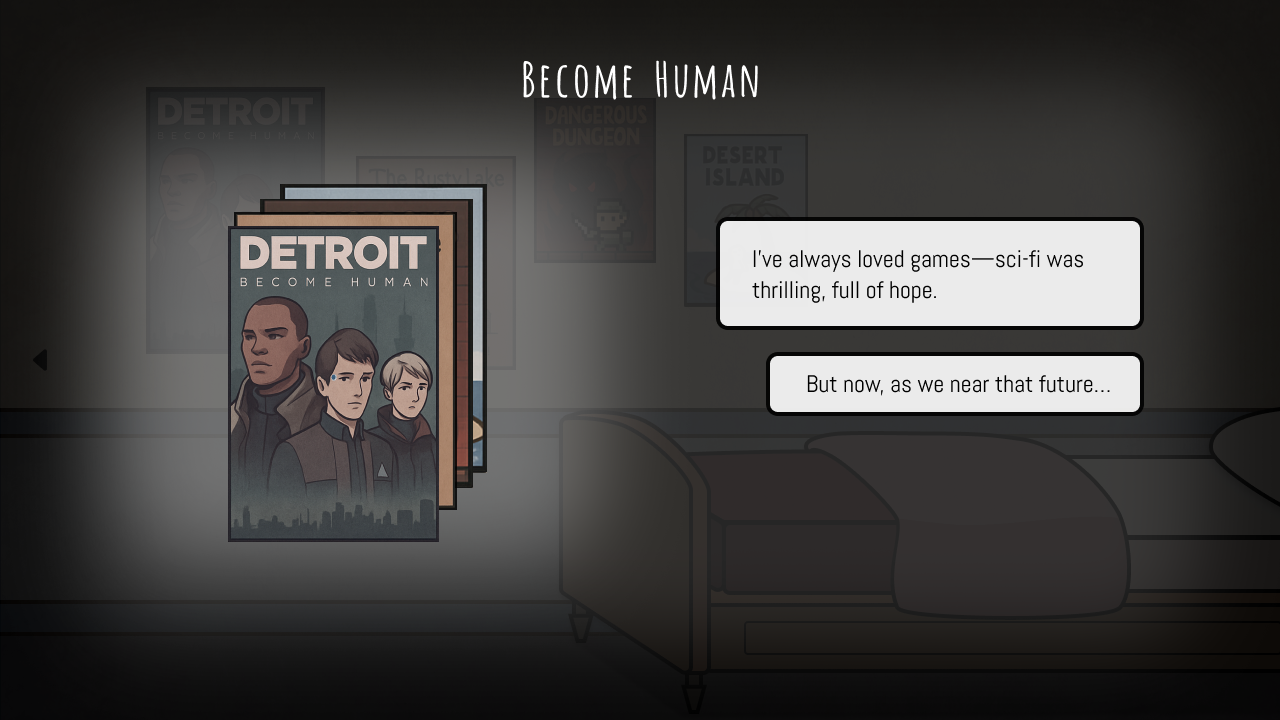 Become Human
DETROIT
BECOME HUMAN
The Rusty Lake
DANGEROUS
DUNGEON
DESERT
ISLAND
DETROIT
BECOME HUMAN
I've always loved games—sci-fi was
thrilling, full of hope.
But now, as we near that future...